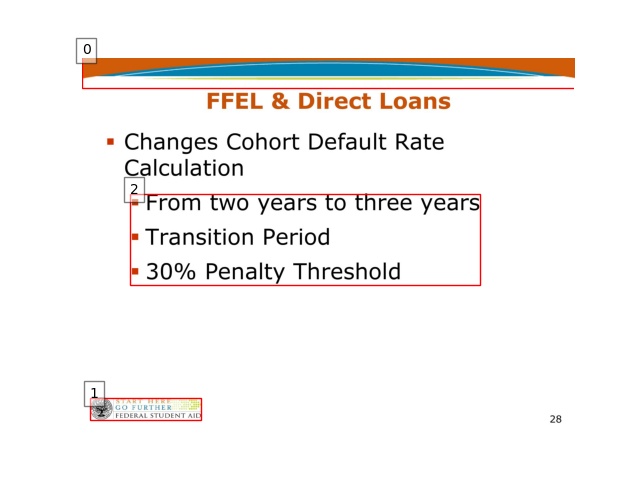 0
FFEL & Direct Loans
Changes Cohort Default Rate
Calculation
2
From two years to three years
Transition Period
30% Penalty Threshold
1
START HERE
GO FURTHER
FEDERAL STUDENT AID
28